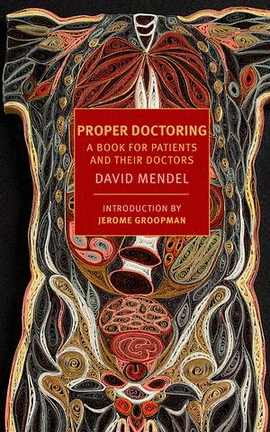 PROPER DOCTORING
A BOOK FOR PATIENTS
AND THEIR DOCTORS
DAVID MENDEL
INTRODUCTION BY
JEROME GROOPMAN